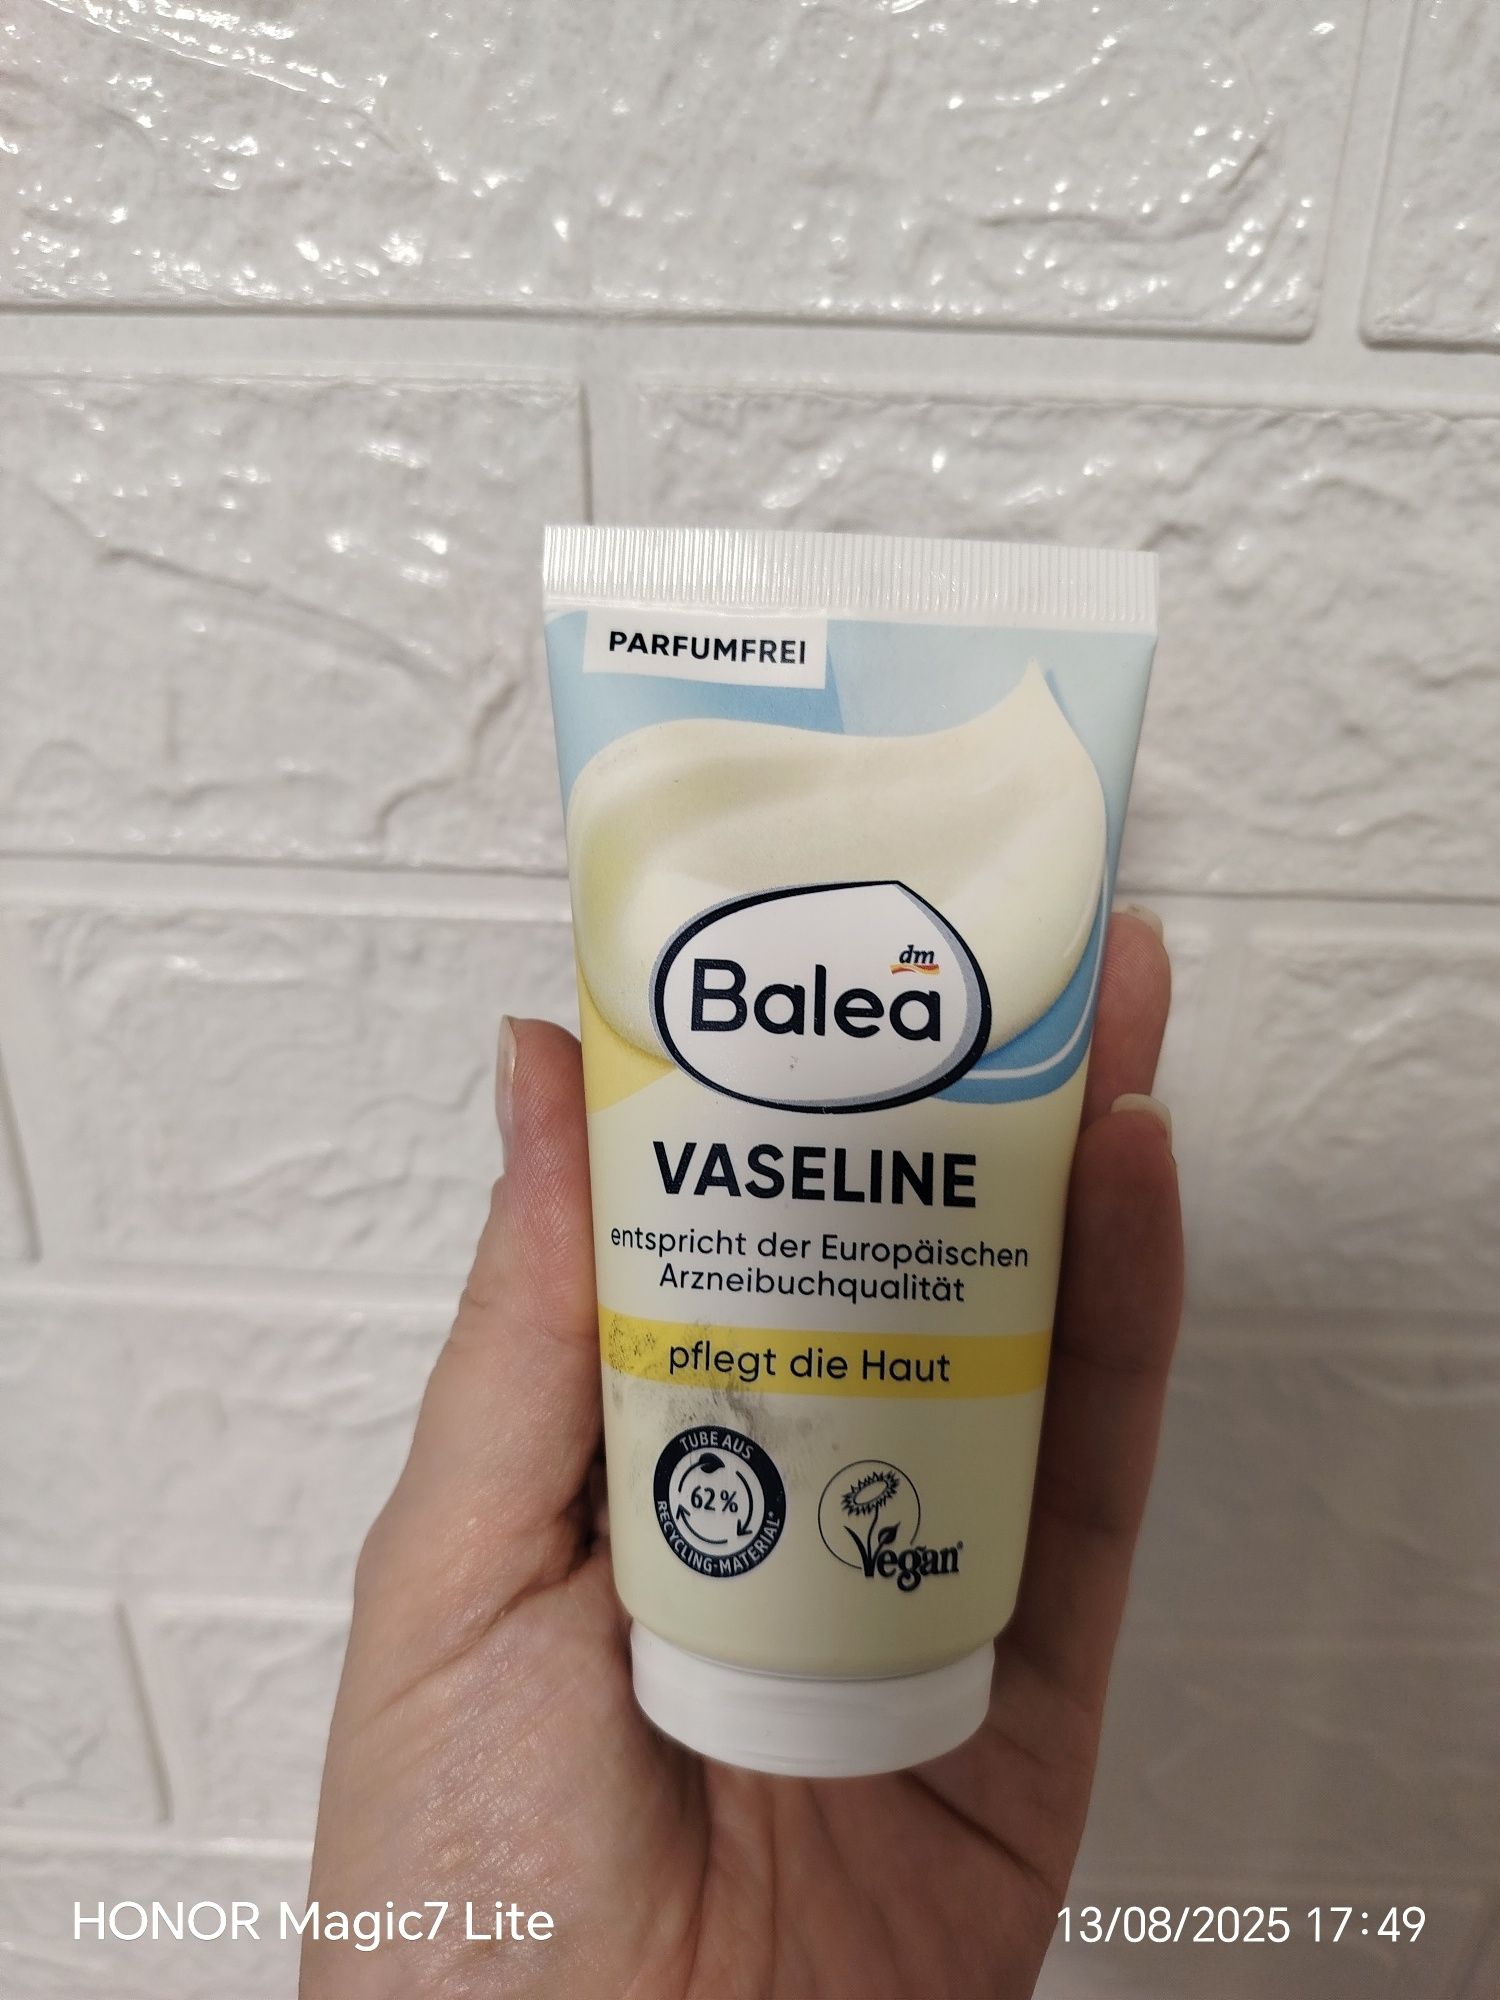 PARFUMFREI
dm
Balea
VASELINE
entspricht der Europäischen
Arzneibuchqualität
pflegt die Haut
TUBE AUS
62%
RECYCLING-MATERIAL*
Vegan®
HONOR Magic7 Lite
13/08/2025 17:49